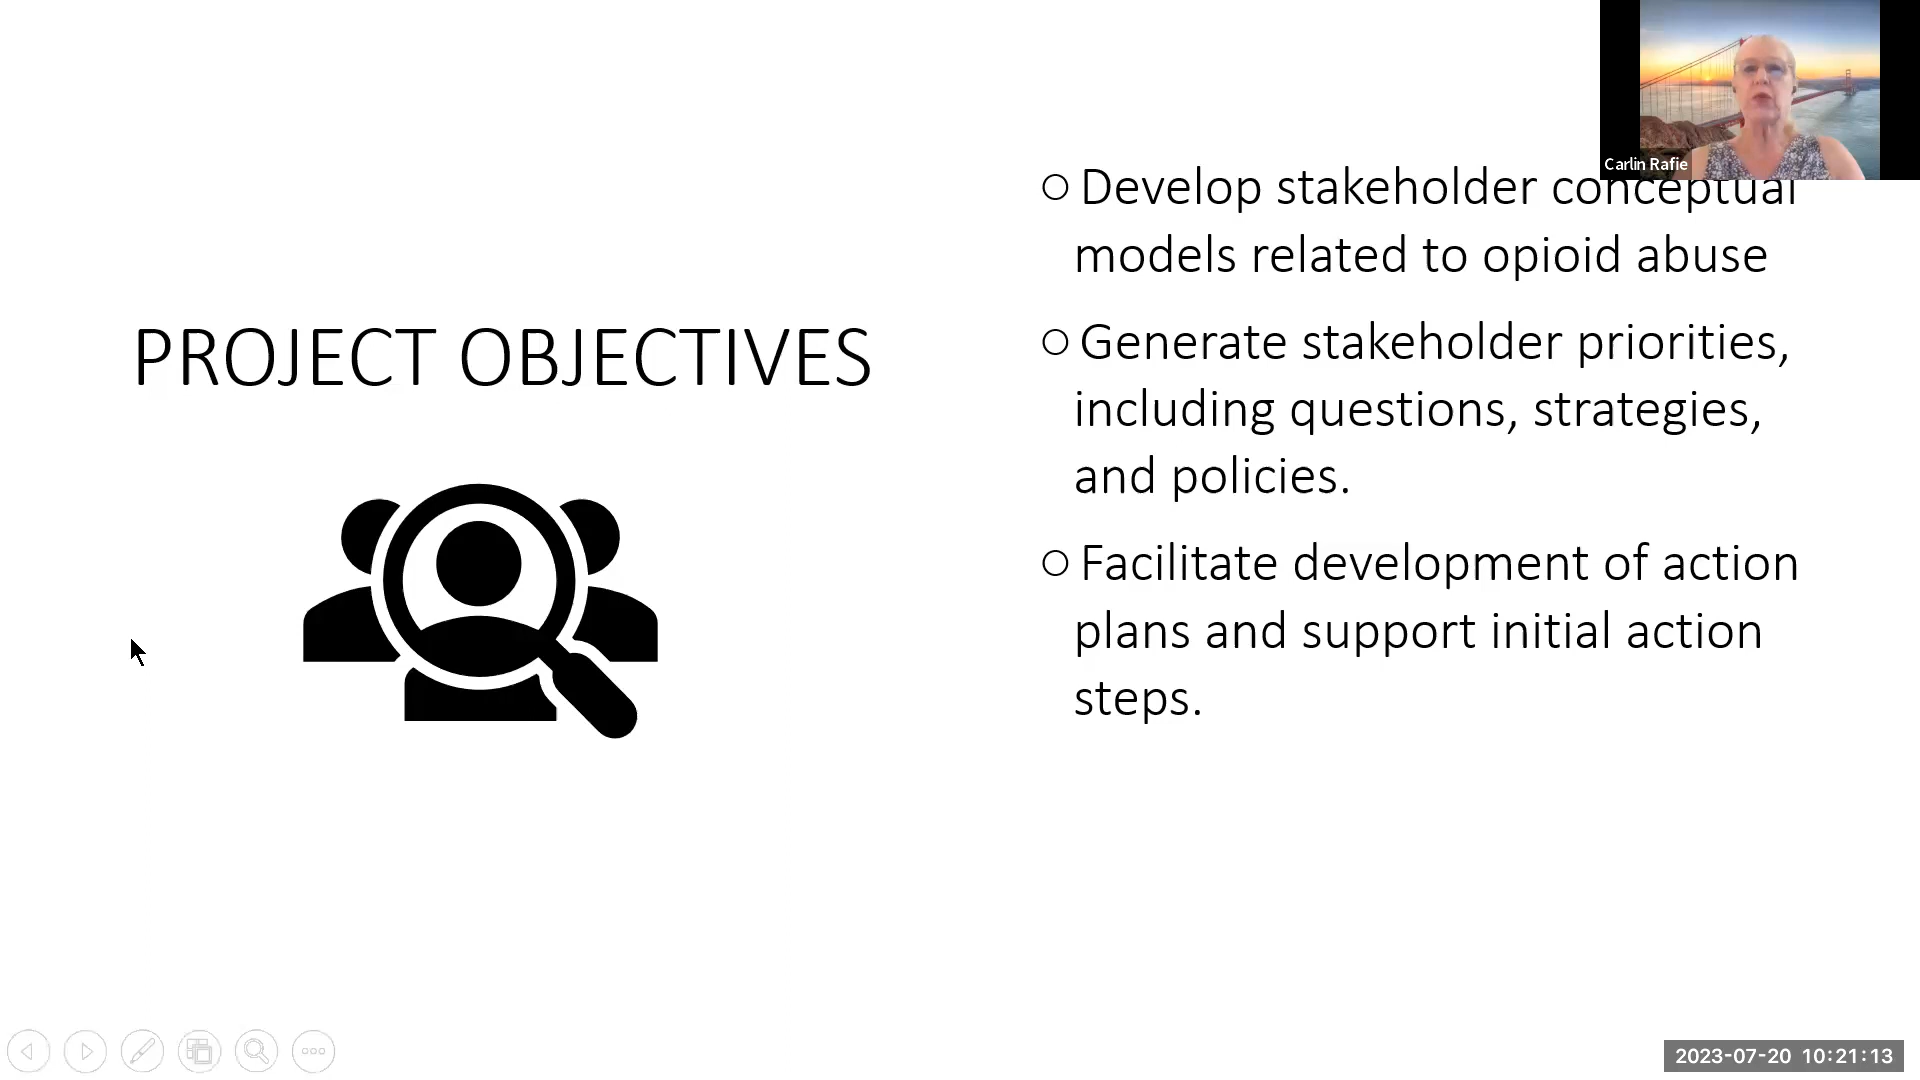 Carlin Rafie
PROJECT OBJECTIVES
Develop stakeholder conceptual
models related to opioid abuse
Generate stakeholder priorities,
including questions, strategies,
and policies.
Facilitate development of action
plans and support initial action
steps.
2023-07-20 10:21:13